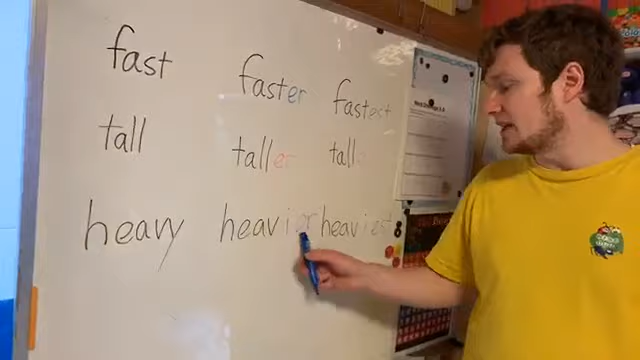 fast faster fastest
tall taller tall
heavy heavier heaviest